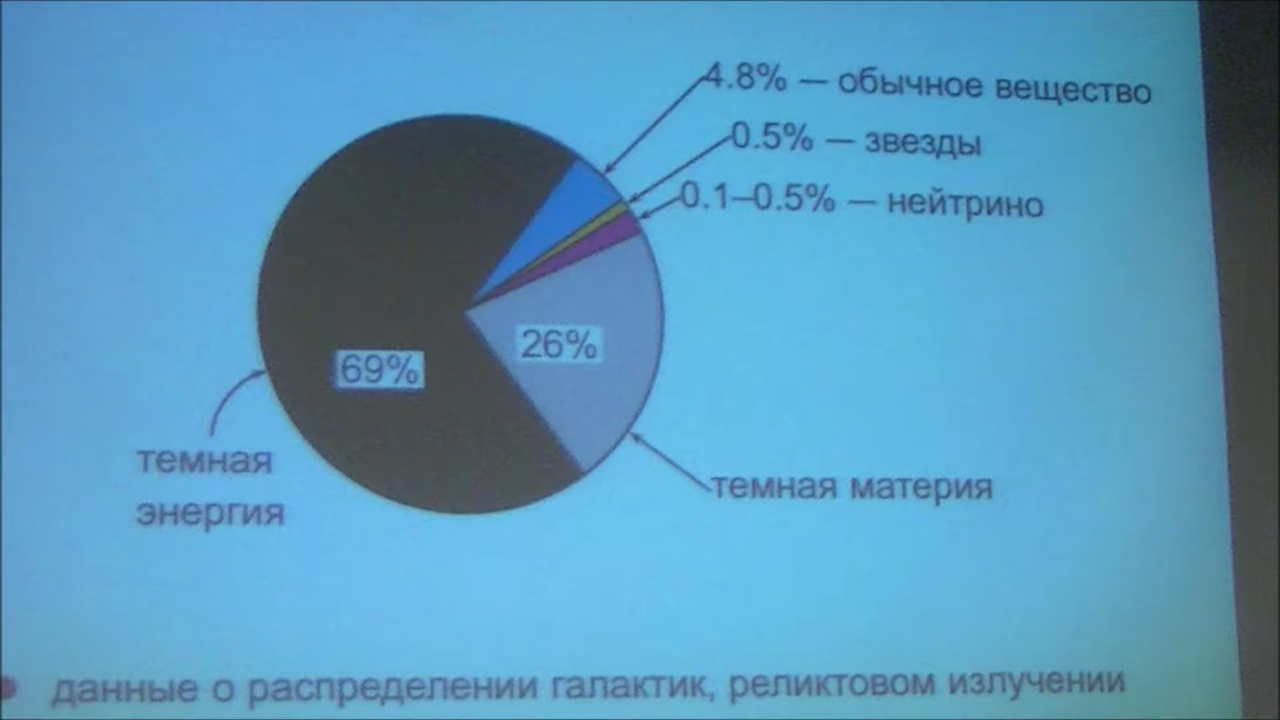 4.8% — обычное вещество
0.5% — звезды
0.1–0.5% — нейтрино
26%
69%
темная
энергия
темная материя
данные о распределении галактик, реликтовом излучении